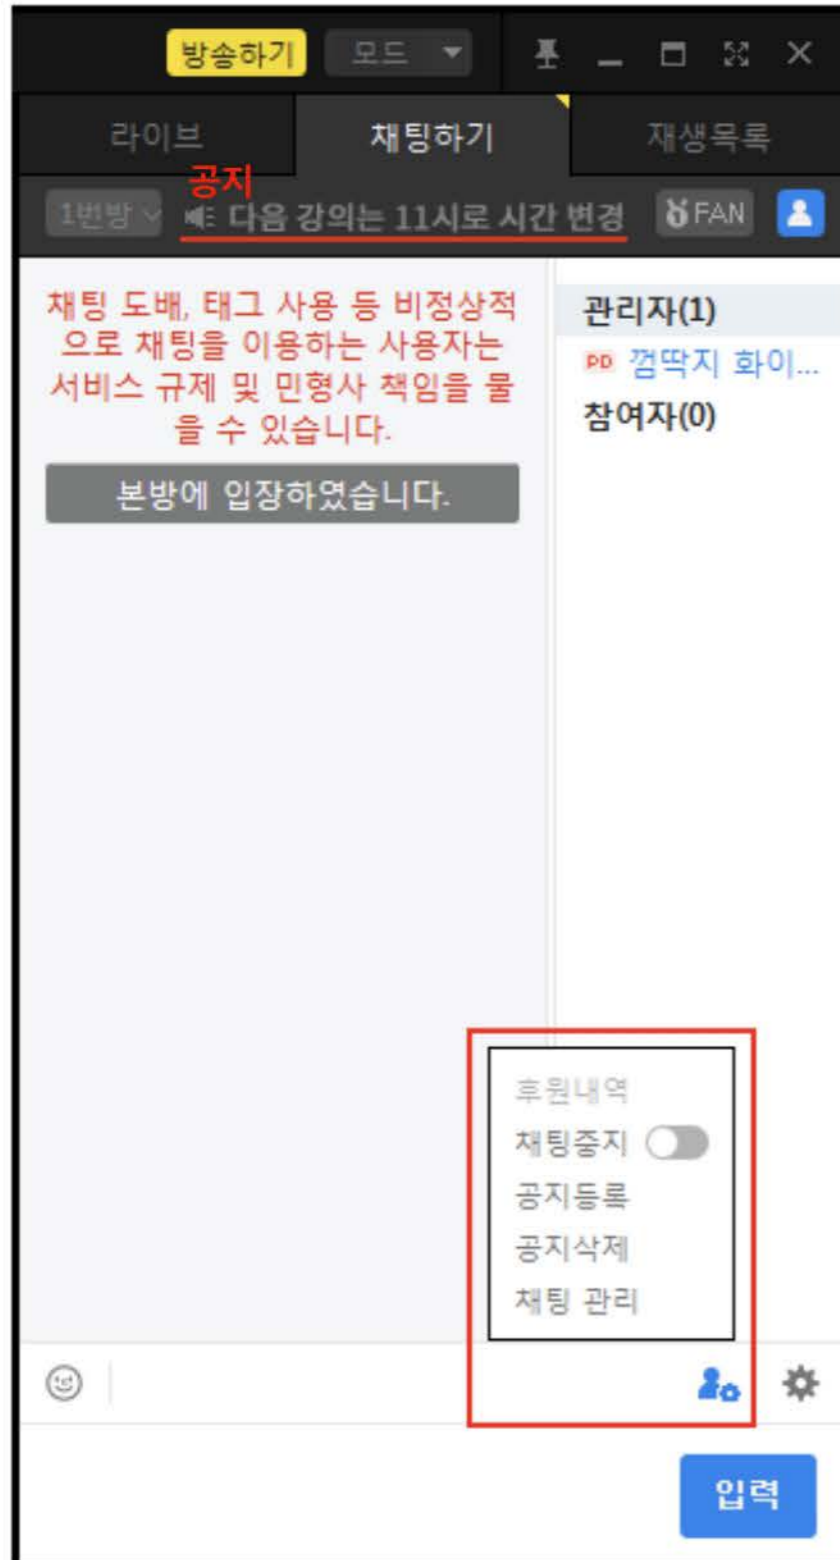 방송하기 모드
라이브 채팅하기 재생목록
공지
1번방 다음 강의는 11시로 시간 변경 FAN
채팅 도배, 태그 사용 등 비정상적
으로 채팅을 이용하는 사용자는
서비스 규제 및 민형사 책임을 물
을 수 있습니다.
본방에 입장하였습니다.
관리자(1)
PD 껌딱지 화이...
참여자(0)
후원내역
채팅중지
공지등록
공지삭제
채팅 관리
입력